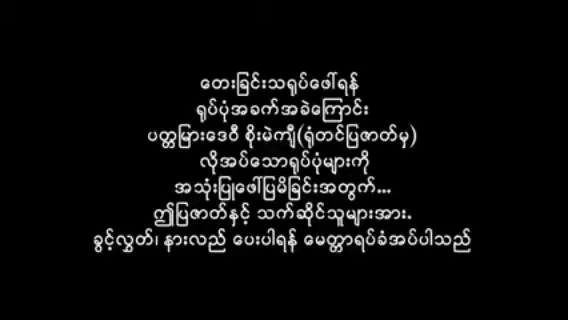 တေးခြင်းသရုပ်ဖေါ်ရန်
ရုပ်ပုံအခက်အခဲကြောင်း
ပတ္တမြားဒေဝီ စိုးမဲကျီ(ရုံတင်ပြဇာတ်မှ)
လိုအပ်သောရုပ်ပုံများကို
အသုံးပြုဖေါ်ပြမိခြင်းအတွက်...
ဤပြဇာတ်နှင့် သက်ဆိုင်သူများအား.
ခွင့်လွှတ်၊ နားလည် ပေးပါရန် မေတ္တာရပ်ခံအပ်ပါသည်